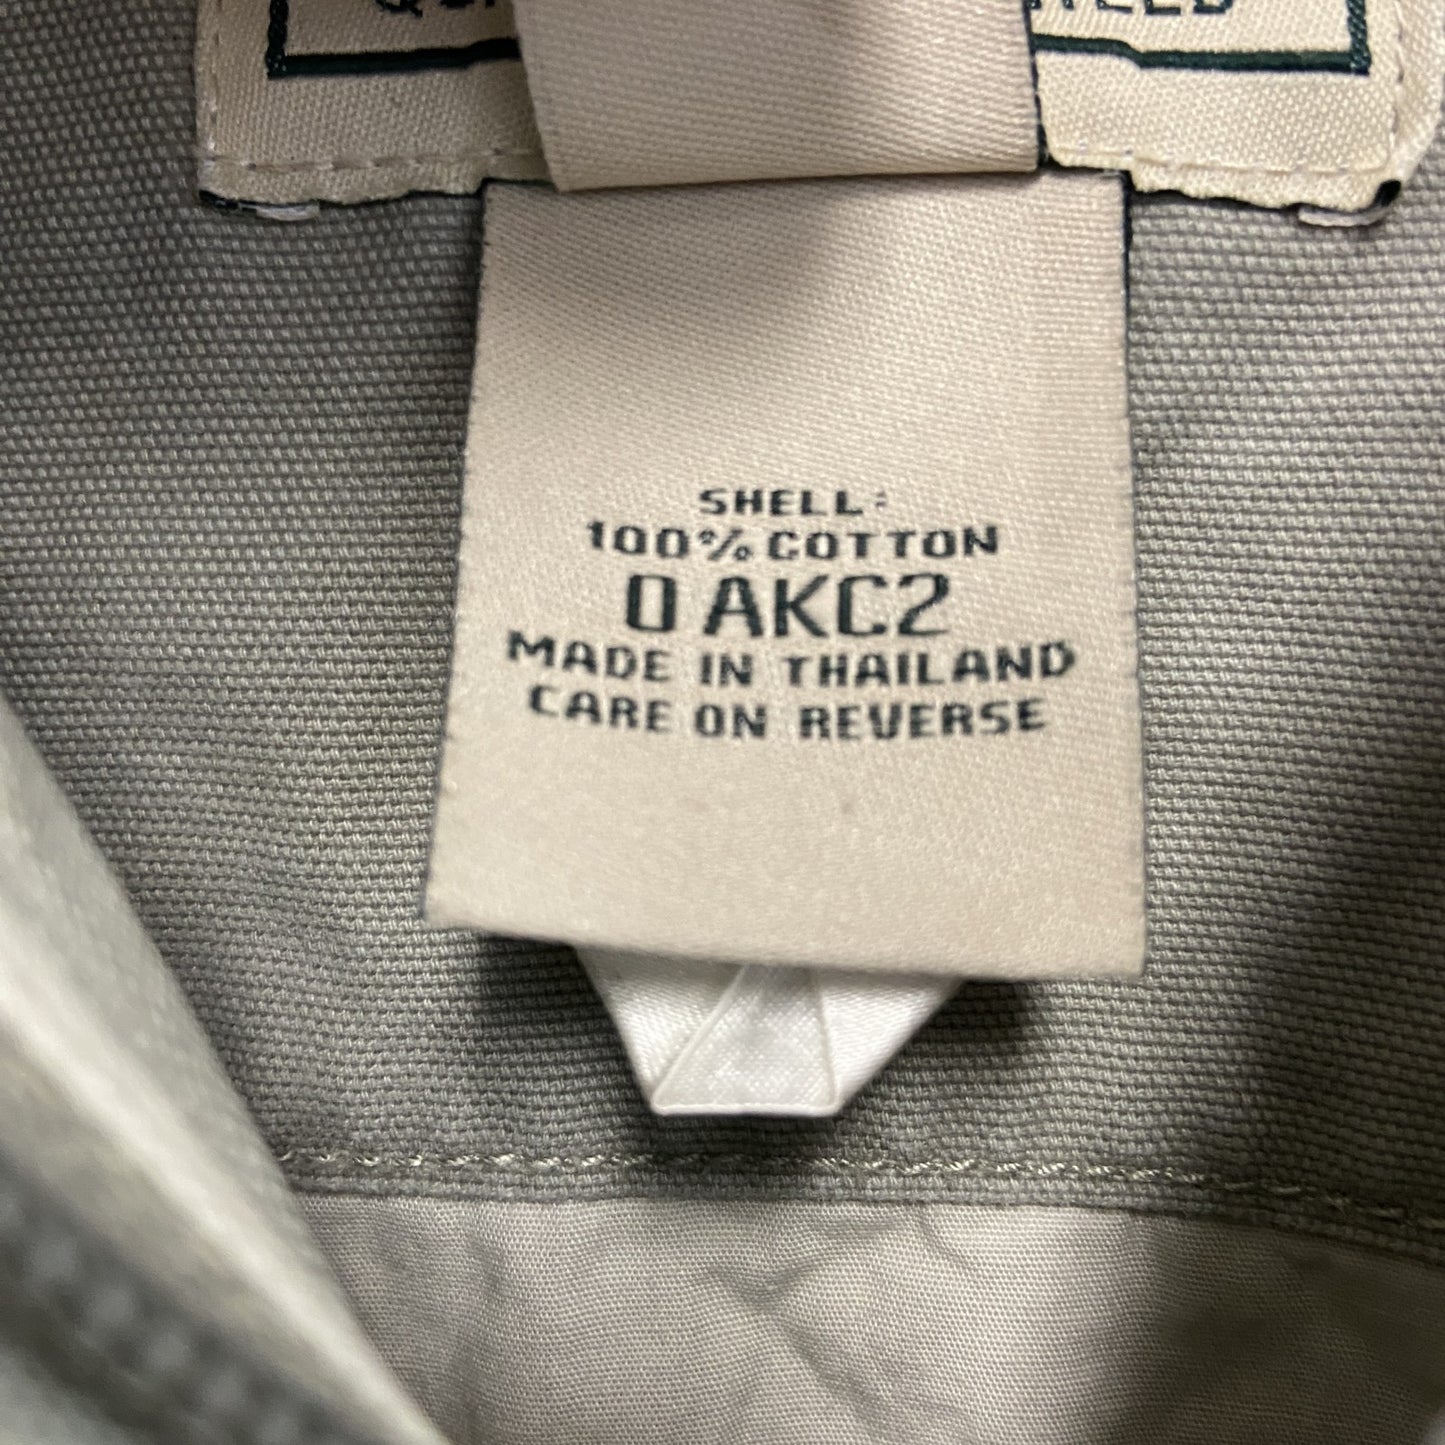 SHELL:
100% COTTON
0 AKC2
MADE IN THAILAND
CARE ON REVERSE